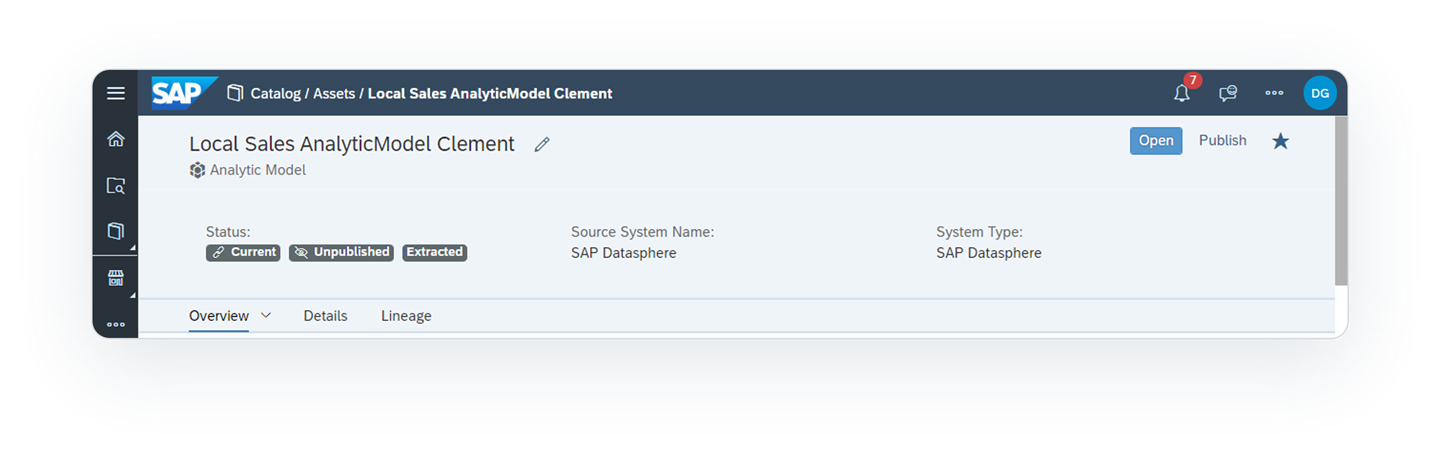 SAP Catalog / Assets / Local Sales AnalyticModel Clement 7 DG
Local Sales AnalyticModel Clement Open Publish
Analytic Model
Status: Source System Name: System Type:
Current Unpublished Extracted SAP Datasphere SAP Datasphere
Overview Details Lineage